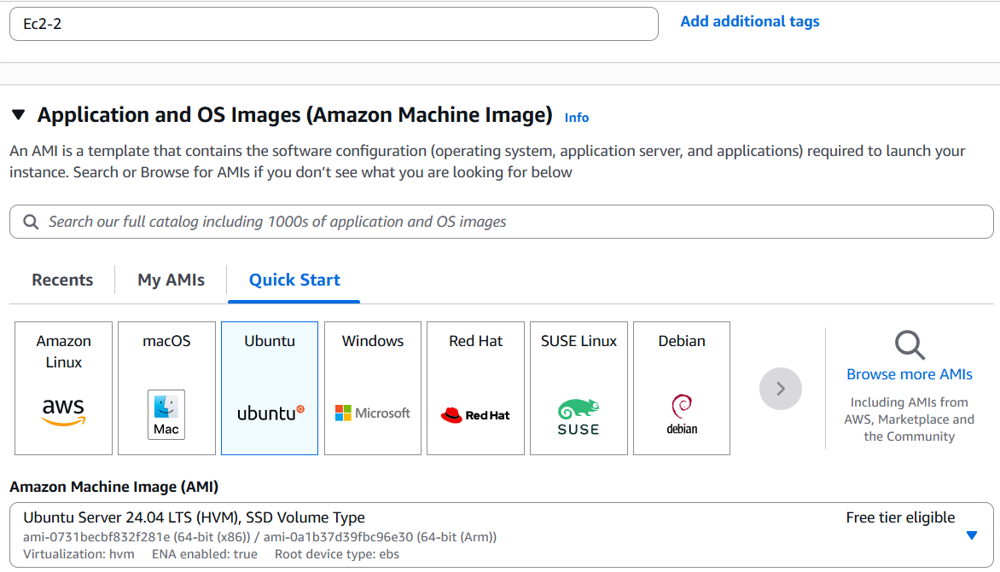 Ec2-2
Add additional tags
Application and OS Images (Amazon Machine Image) Info
An AMI is a template that contains the software configuration (operating system, application server, and applications) required to launch your
instance. Search or Browse for AMIs if you don’t see what you are looking for below
Search our full catalog including 1000s of application and OS images
Recents
My AMIs
Quick Start
Amazon
Linux
aws
macOS
Mac
Ubuntu
ubuntu
Windows
Microsoft
Red Hat
Red Hat
SUSE Linux
SUSE
Debian
debian
Browse more AMIs
Including AMIs from
AWS, Marketplace and
the Community
Amazon Machine Image (AMI)
Ubuntu Server 24.04 LTS (HVM), SSD Volume Type
Free tier eligible
ami-0731becbf832f281e (64-bit (x86)) / ami-0a1b37d39fbc96e30 (64-bit (Arm))
Virtualization: hvm ENA enabled: true Root device type: ebs